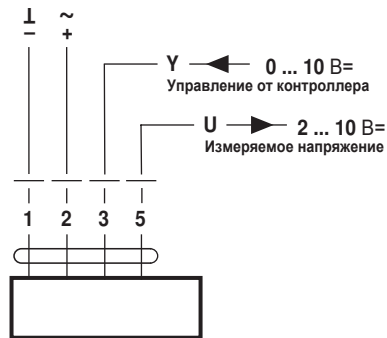 ⊥ ~
− +
Y 0 ... 10 В=
Управление от контроллера
U 2 ... 10 В=
Измеряемое напряжение
1 2 3 5